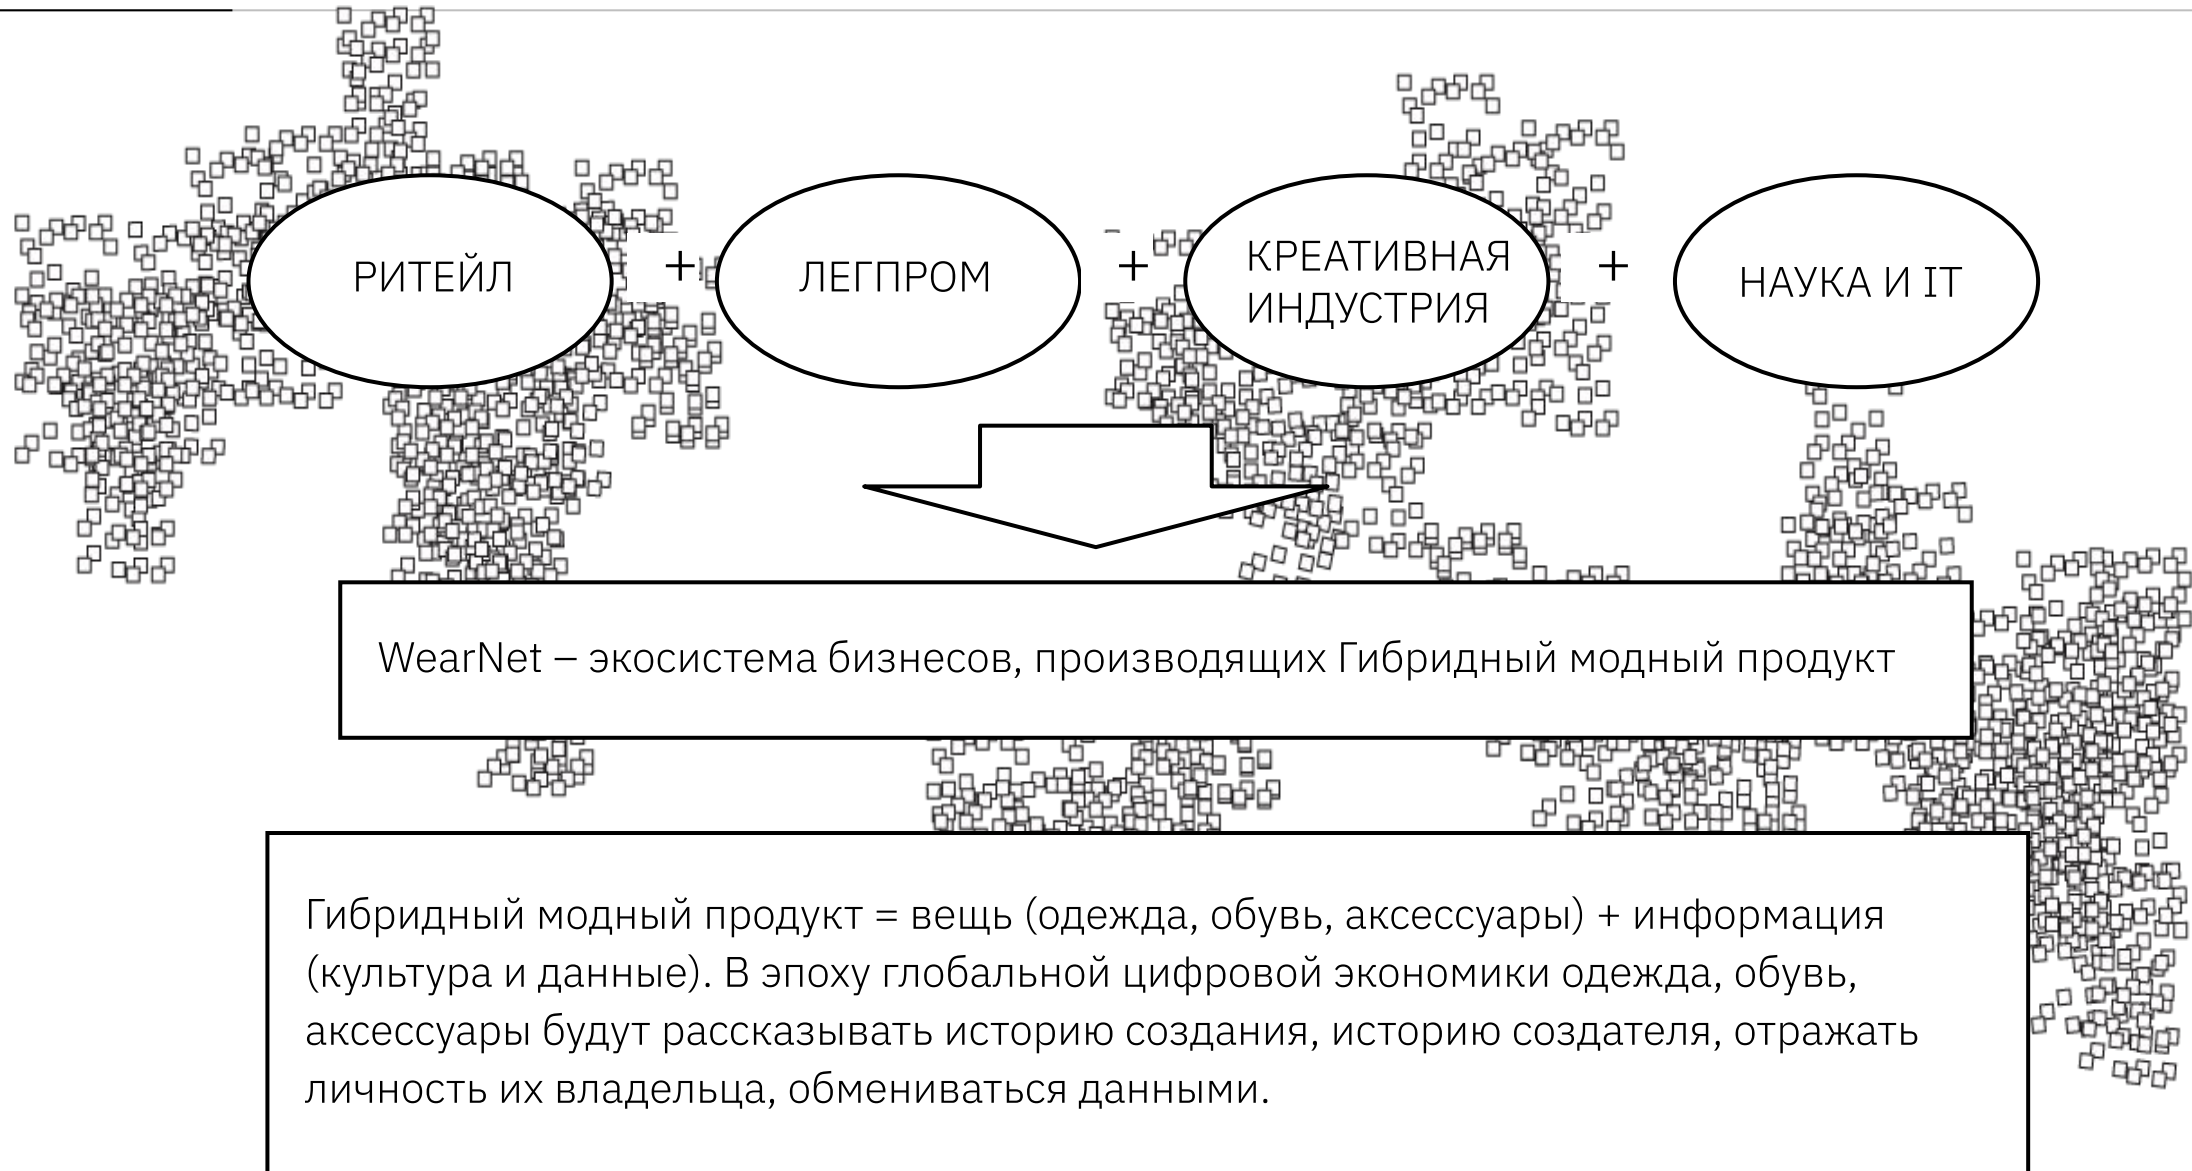 РИТЕЙЛ + ЛЕГПРОМ + КРЕАТИВНАЯ ИНДУСТРИЯ + НАУКА И IT
WearNet – экосистема бизнесов, производящих Гибридный модный продукт
Гибридный модный продукт = вещь (одежда, обувь, аксессуары) + информация
(культура и данные). В эпоху глобальной цифровой экономики одежда, обувь,
аксессуары будут рассказывать историю создания, историю создателя, отражать
личность их владельца, обмениваться данными.